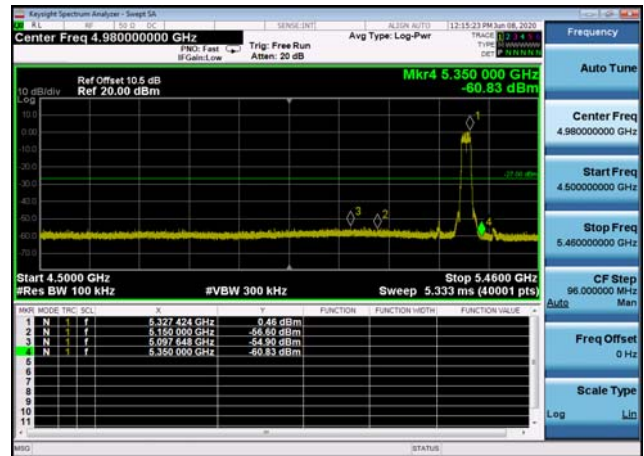 Keysight Spectrum Analyzer - Swept SA
RL RF 50 Ω DC SENSE:INT ALIGN AUTO 12:15:23 PM Jun 08, 2020
Center Freq 4.980000000 GHz
PNO: Fast
IFGain:Low
Trig: Free Run
Atten: 20 dB
Avg Type: Log-Pwr
TRACE 1 2 3 4 5 6
TYPE
DET P N N N N N
Ref Offset 10.5 dB
10 dB/div Ref 20.00 dBm
Log
Mkr4 5.350 000 GHz
-60.83 dBm
10.0
0.00
-10.0
-20.0
-27.00 dBm
-30.0
-40.0
-50.0
-60.0
-70.0
1
3
2
4
Start 4.5000 GHz
#Res BW 100 kHz
#VBW 300 kHz
Stop 5.4600 GHz
Sweep 5.333 ms (40001 pts)
MKR MODE TRC SCL X Y FUNCTION FUNCTION WIDTH FUNCTION VALUE
1 N 1 f 5.327 424 GHz 0.46 dBm
2 N 1 f 5.150 000 GHz -56.60 dBm
3 N 1 f 5.097 648 GHz -54.90 dBm
4 N 1 f 5.350 000 GHz -60.83 dBm
5
6
7
8
9
10
11
MSG STATUS
Frequency
Auto Tune
Center Freq
4.980000000 GHz
Start Freq
4.500000000 GHz
Stop Freq
5.460000000 GHz
CF Step
96.000000 MHz
Auto Man
Freq Offset
0 Hz
Scale Type
Log Lin